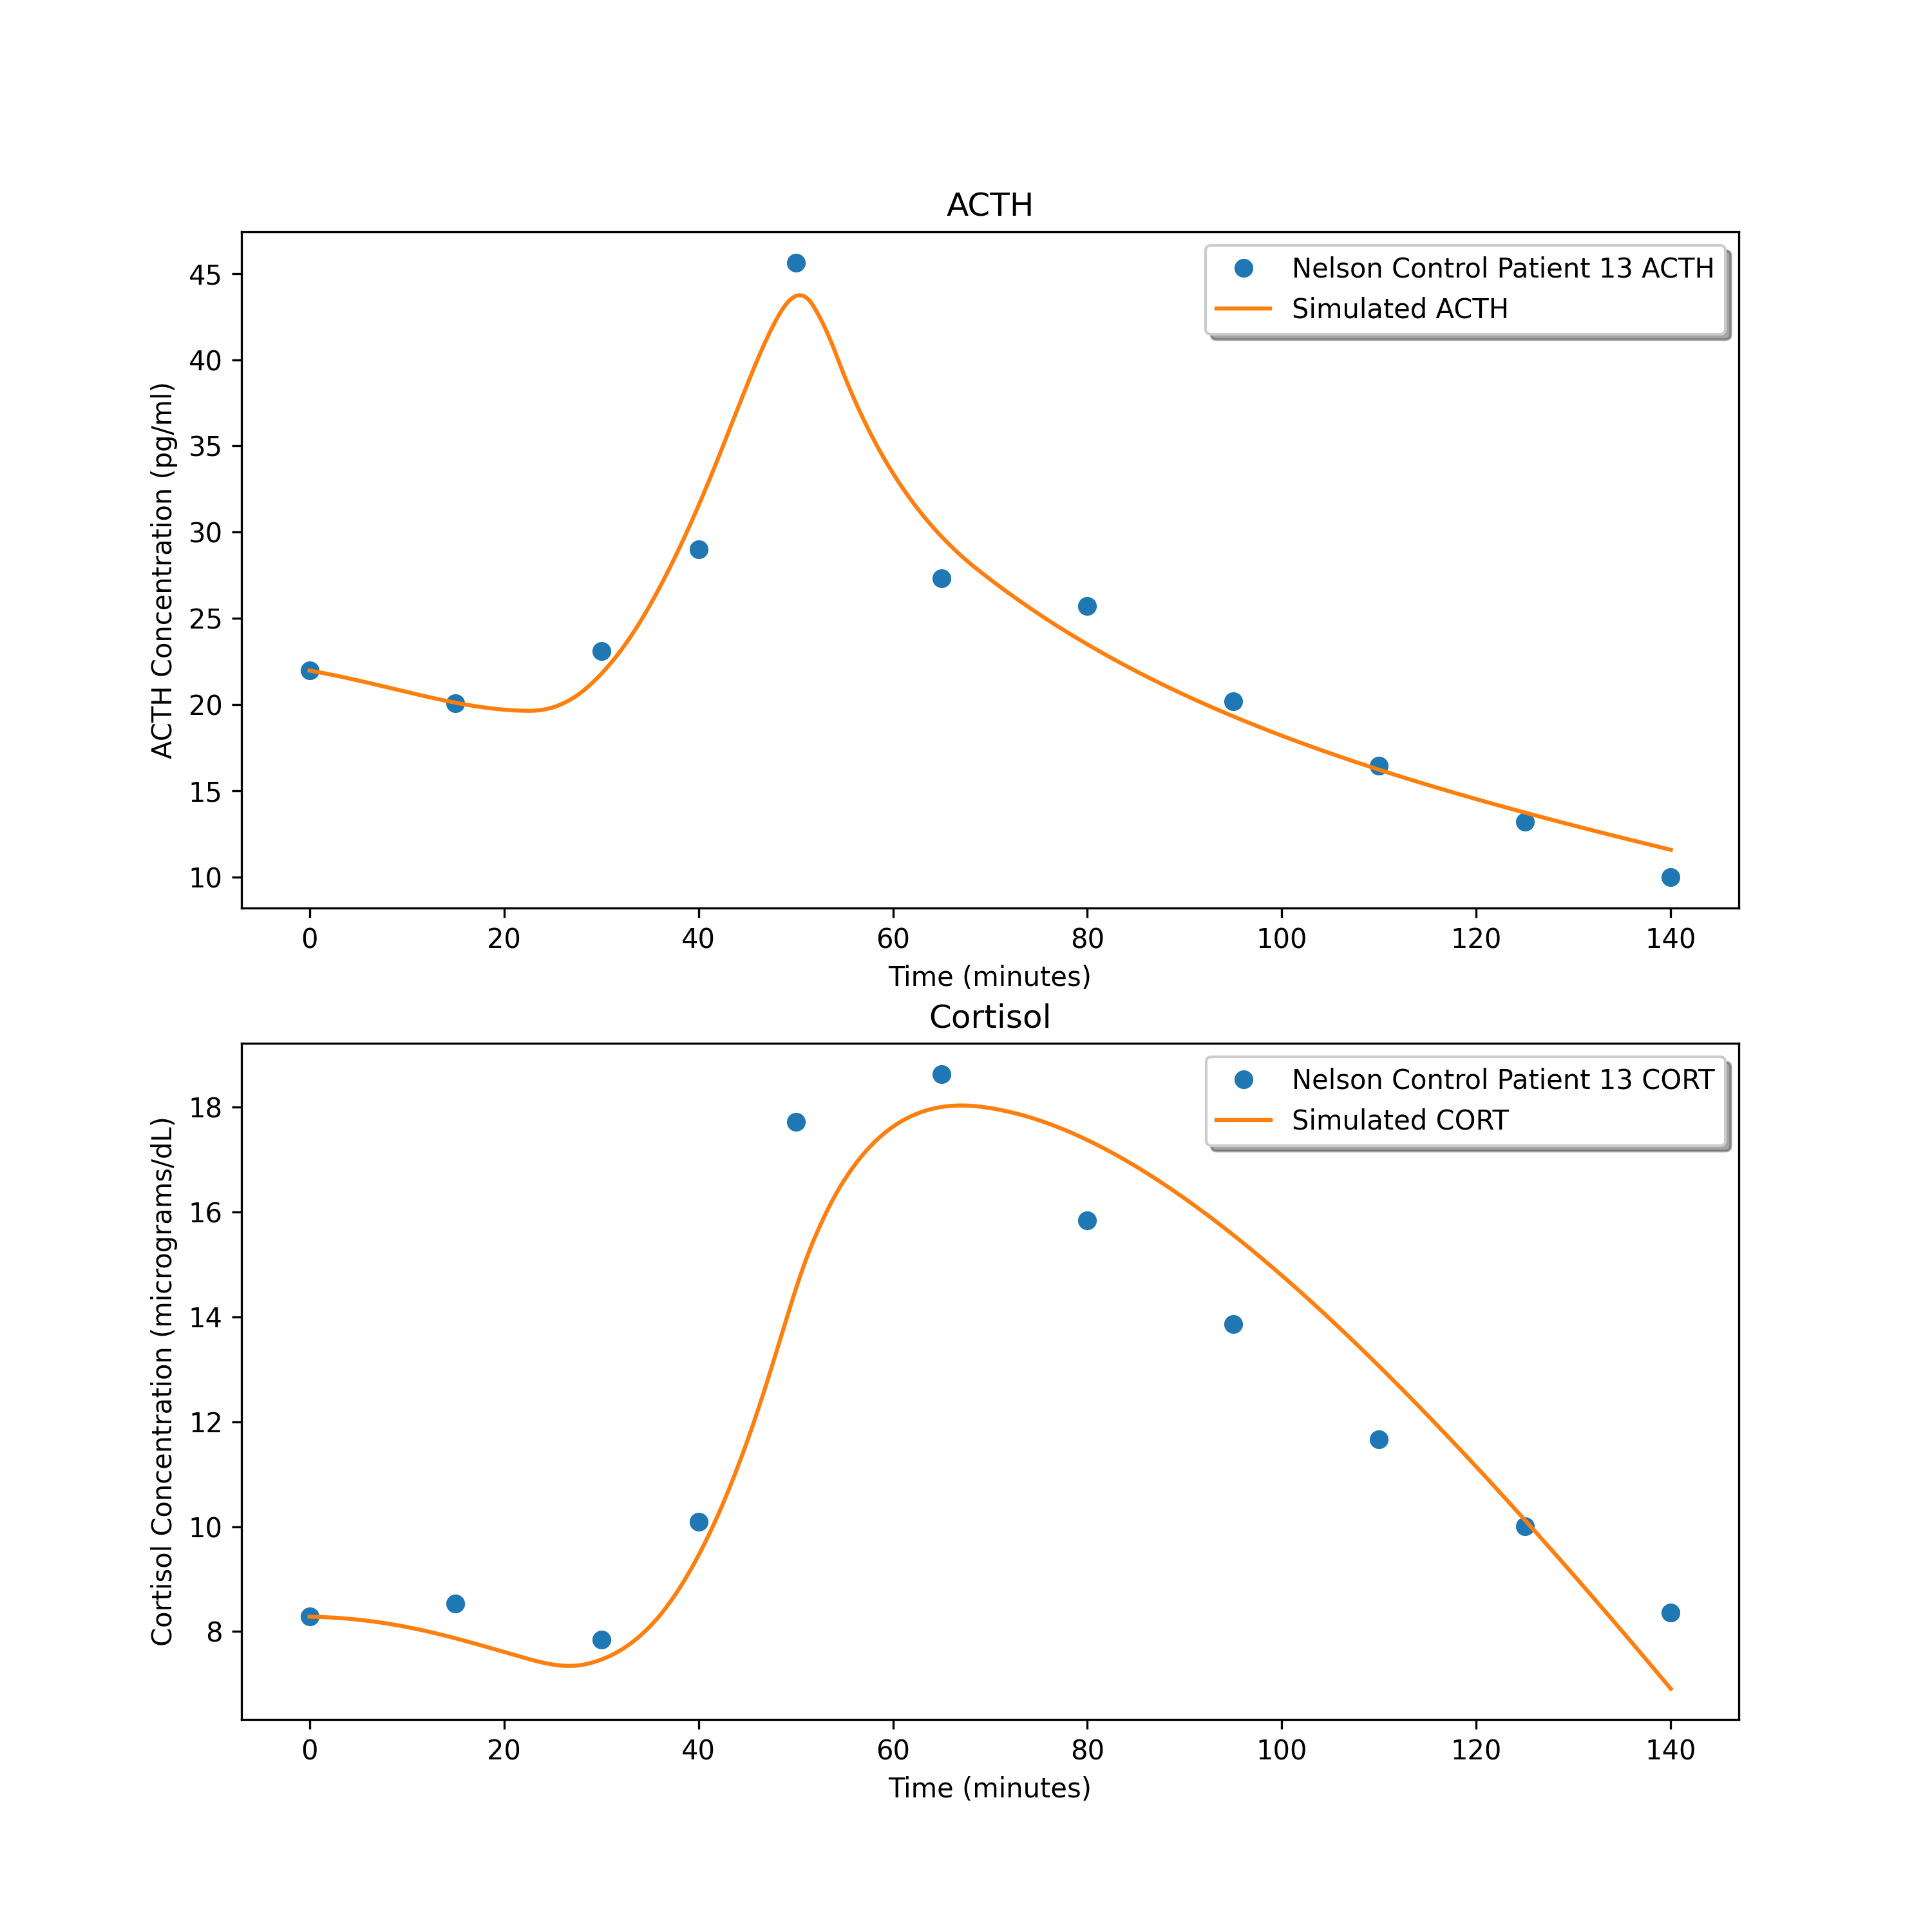 ACTH
Nelson Control Patient 13 ACTH
Simulated ACTH
ACTH Concentration (pg/ml)
45
40
35
30
25
20
15
10
0 20 40 60 80 100 120 140
Time (minutes)
Cortisol
Nelson Control Patient 13 CORT
Simulated CORT
Cortisol Concentration (micrograms/dL)
18
16
14
12
10
8
0 20 40 60 80 100 120 140
Time (minutes)